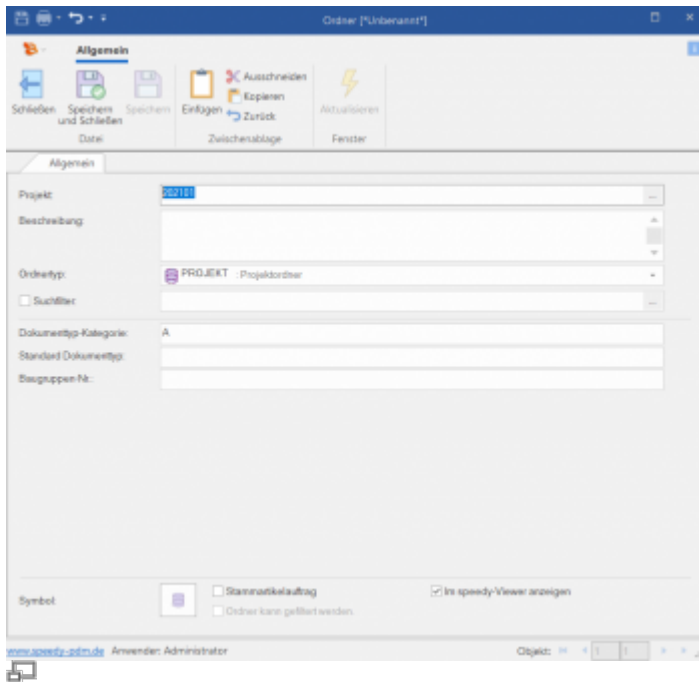 Ordner [*Unbenannt*]
Allgemein
Schließen
Speichern und Schließen
Speichern
Einfügen
Ausschneiden
Kopieren
Zurück
Aktualisieren
Datei
Zwischenablage
Fenster
Allgemein
Projekt: 202101 ...
Beschreibung:
Ordnertyp: PROJEKT : Projektordner
Suchfilter: ...
Dokumenttyp-Kategorie: A
Standard Dokumenttyp:
Baugruppen-Nr.:
Symbol:
Stammartikelauftrag
Im speedy-Viewer anzeigen
Ordner kann gefiltert werden.
www.speedy-pdm.de Anwender: Administrator Objekt: 1 1